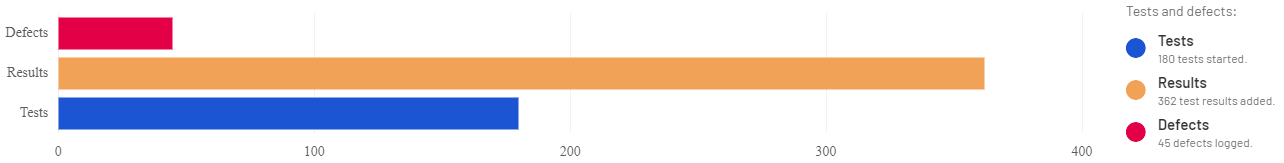 Defects
Results
Tests
0
100
200
300
400
Tests and defects:
Tests
180 tests started.
Results
362 test results added.
Defects
45 defects logged.